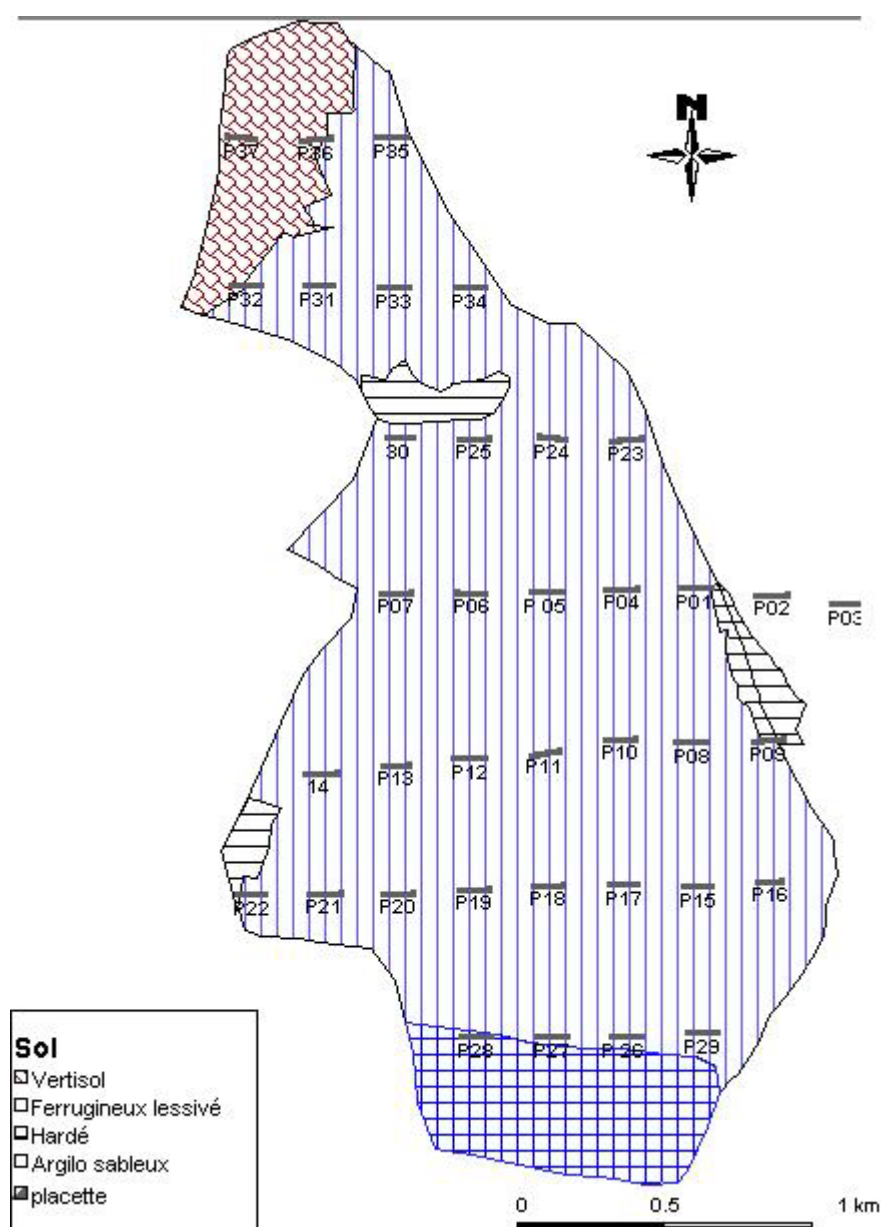 N
P37 P36 P35
P32 P31 P33 P34
30 P25 P24 P23
P07 P06 P 05 P04 P01 P02 P03
14 P13 P12 P11 P10 P08 P09
P22 P21 P20 P19 P18 P17 P15 P16
P28 P27 P 26 P29
Sol
Vertisol
Ferrugineux lessivé
Hardé
Argilo sableux
placette
0 0.5 1 km